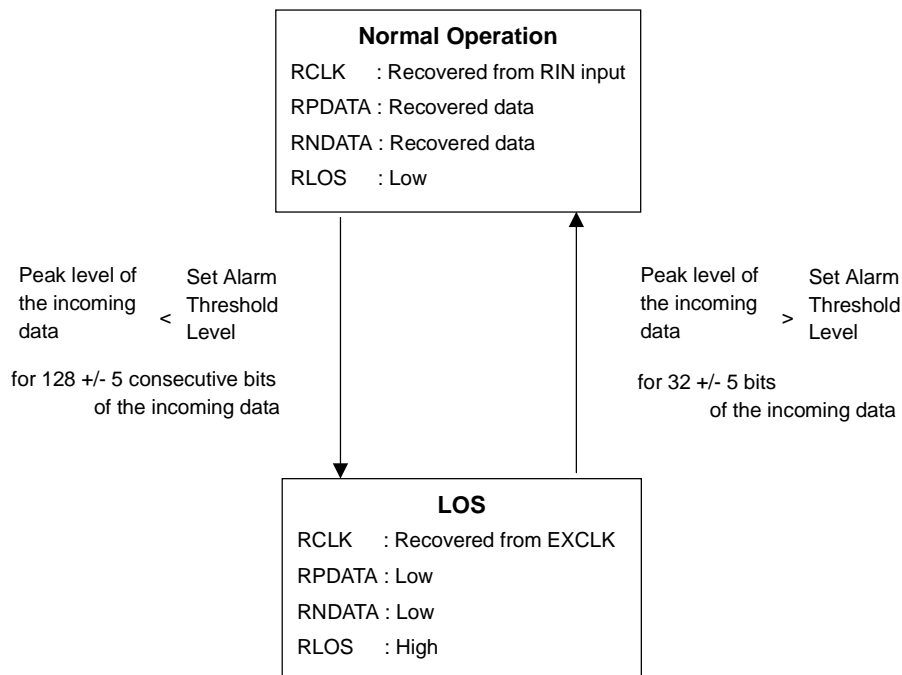 Normal Operation
RCLK : Recovered from RIN input
RPDATA : Recovered data
RNDATA : Recovered data
RLOS : Low
Peak level of
the incoming
data
<
Set Alarm
Threshold
Level
for 128 +/- 5 consecutive bits
of the incoming data
Peak level of
the incoming
data
>
Set Alarm
Threshold
Level
for 32 +/- 5 bits
of the incoming data
LOS
RCLK : Recovered from EXCLK
RPDATA : Low
RNDATA : Low
RLOS : High